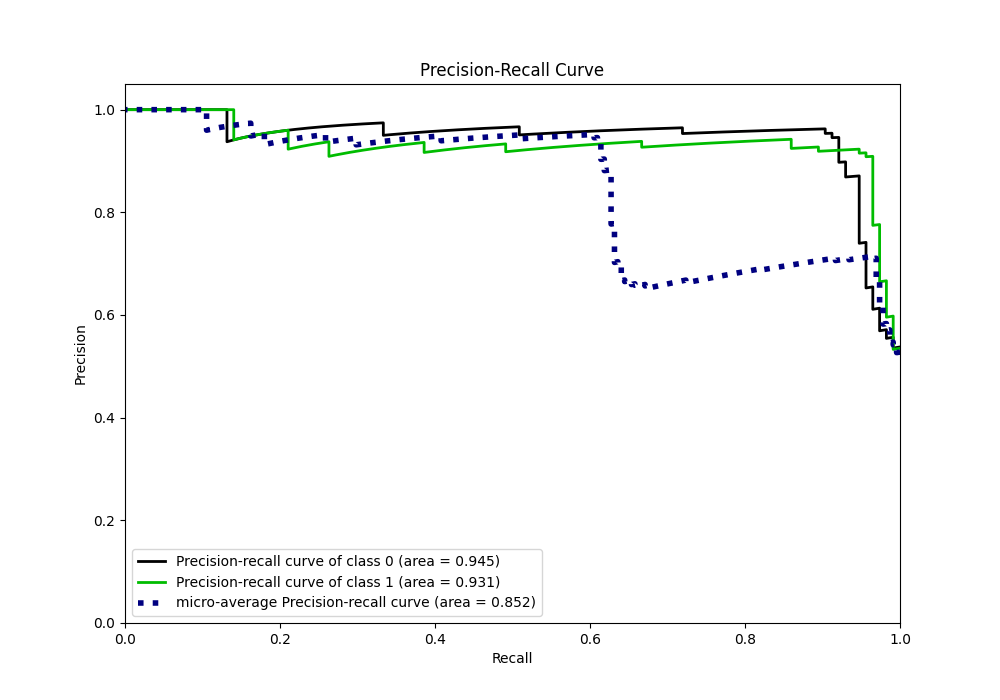 Precision-Recall Curve
1.0
0.8
0.6
0.4
0.2
0.0
Precision
Precision-recall curve of class 0 (area = 0.945)
Precision-recall curve of class 1 (area = 0.931)
micro-average Precision-recall curve (area = 0.852)
0.0 0.2 0.4 0.6 0.8 1.0
Recall